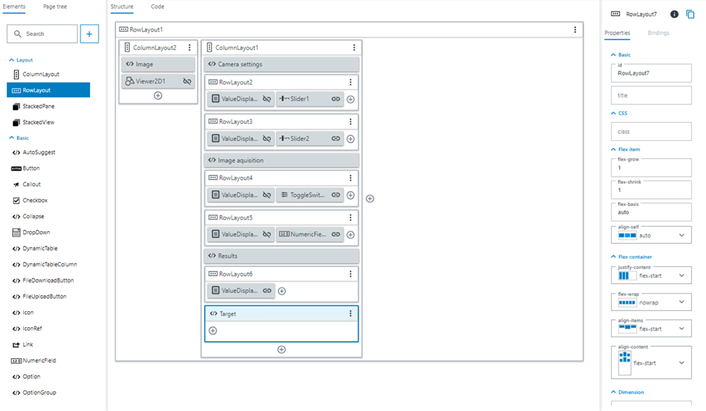 Elements
Page tree
Search
Layout
ColumnLayout
RowLayout
StackedPane
StackedView
Basic
AutoSuggest
Button
Callout
Checkbox
Collapse
DropDown
DynamicTable
DynamicTableColumn
FileDownloadButton
FileUploadButton
Icon
IconRef
Link
NumericField
Option
OptionGroup
Structure
Code
RowLayout1
ColumnLayout2
Image
Viewer2D1
ColumnLayout1
Camera settings
RowLayout2
ValueDispla...
Slider1
RowLayout3
ValueDispla...
Slider2
Image aquisition
RowLayout4
ValueDispla...
ToggleSwit...
RowLayout5
ValueDispla...
NumericFie...
Results
RowLayout6
ValueDispla...
Target
RowLayout7
Properties
Bindings
Basic
id
RowLayout7
title
CSS
class
Flex item
flex-grow
1
flex-shrink
1
flex-basis
auto
align-self
auto
Flex container
justify-content
flex-start
flex-wrap
nowrap
align-items
flex-start
align-content
flex-start
Dimension